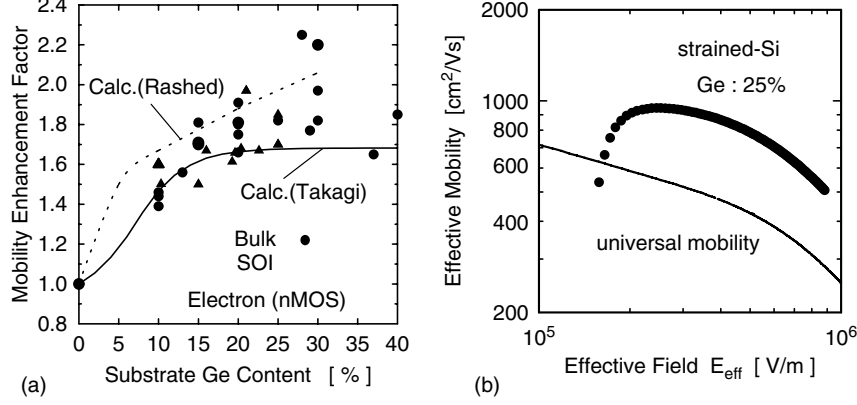 2.4
2.2
2.0
1.8
1.6
1.4
1.2
1.0
0.8
Mobility Enhancement Factor
Calc.(Rashed)
Calc.(Takagi)
Bulk
SOI
Electron (nMOS)
0 5 10 15 20 25 30 35 40
Substrate Ge Content [ % ]
(a)
2000
1000
800
600
400
200
Effective Mobility [cm²/Vs]
strained-Si
Ge : 25%
universal mobility
10⁵ 10⁶
Effective Field E_eff [ V/m ]
(b)